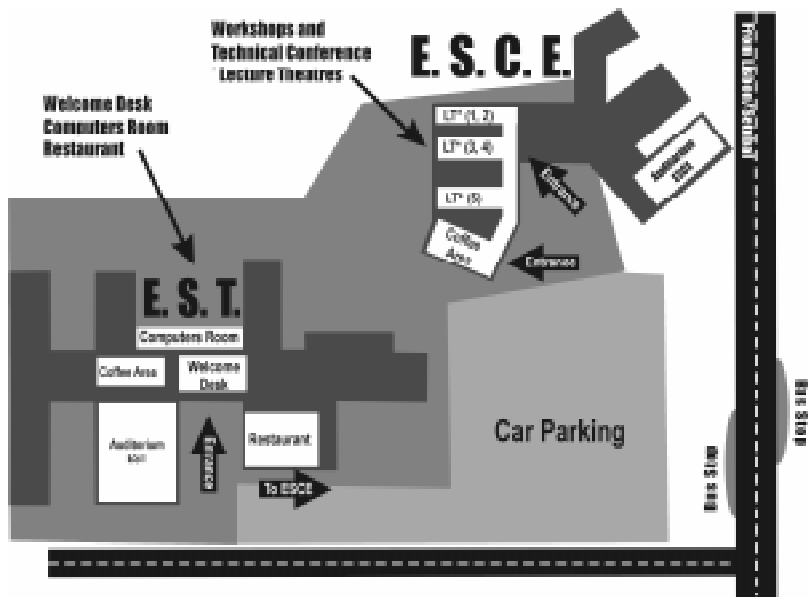 Workshops and
Technical Conference
Lecture Theatres
E. S. C. E.
Welcome Desk
Computers Room
Restaurant
LT* (1, 2)
LT* (3, 4)
LT* (5)
Coffee
Area
Entrance
Entrance
Auditorium
E. S. T.
Computers Room
Coffee Area
Welcome
Desk
Auditorium
EST
Entrance
Restaurant
To ESCE
Car Parking
Bus Stop
Bus Stop